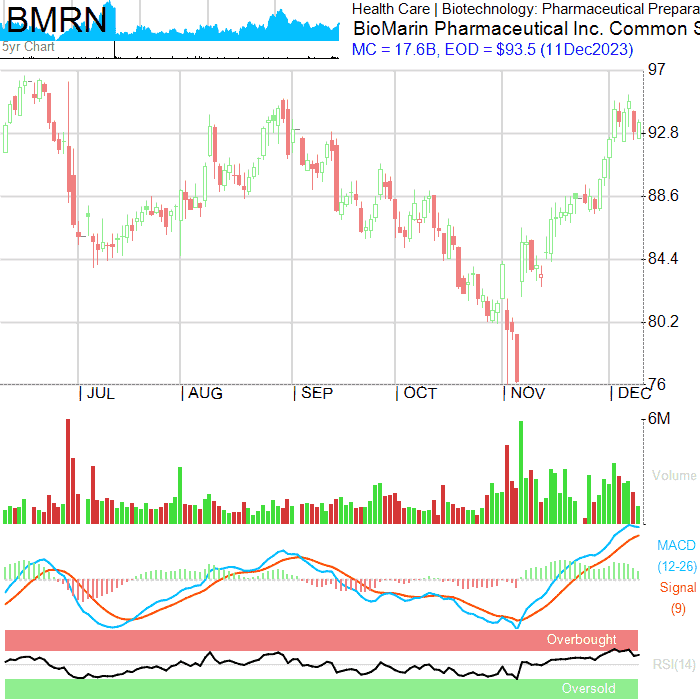 BMRN
5yr Chart
Health Care | Biotechnology: Pharmaceutical Prepara
BioMarin Pharmaceutical Inc. Common S
MC = 17.6B, EOD = $93.5 (11Dec2023)
97
92.8
88.6
84.4
80.2
76
| JUL | AUG | SEP | OCT | NOV | DEC
6M
Volume
MACD
(12-26)
Signal
(9)
Overbought
RSI(14)
Oversold